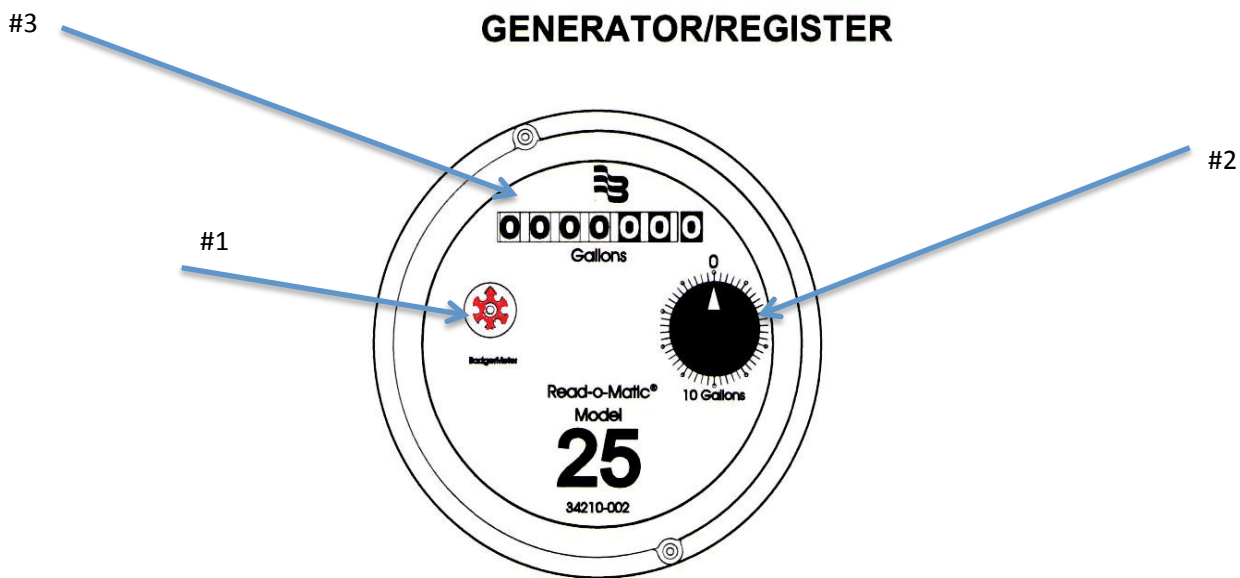 GENERATOR/REGISTER
#3
#2
#1
0000000
Gallons
0
BadgerMeter
10 Gallons
Read-o-Matic®
Model
25
34210-002